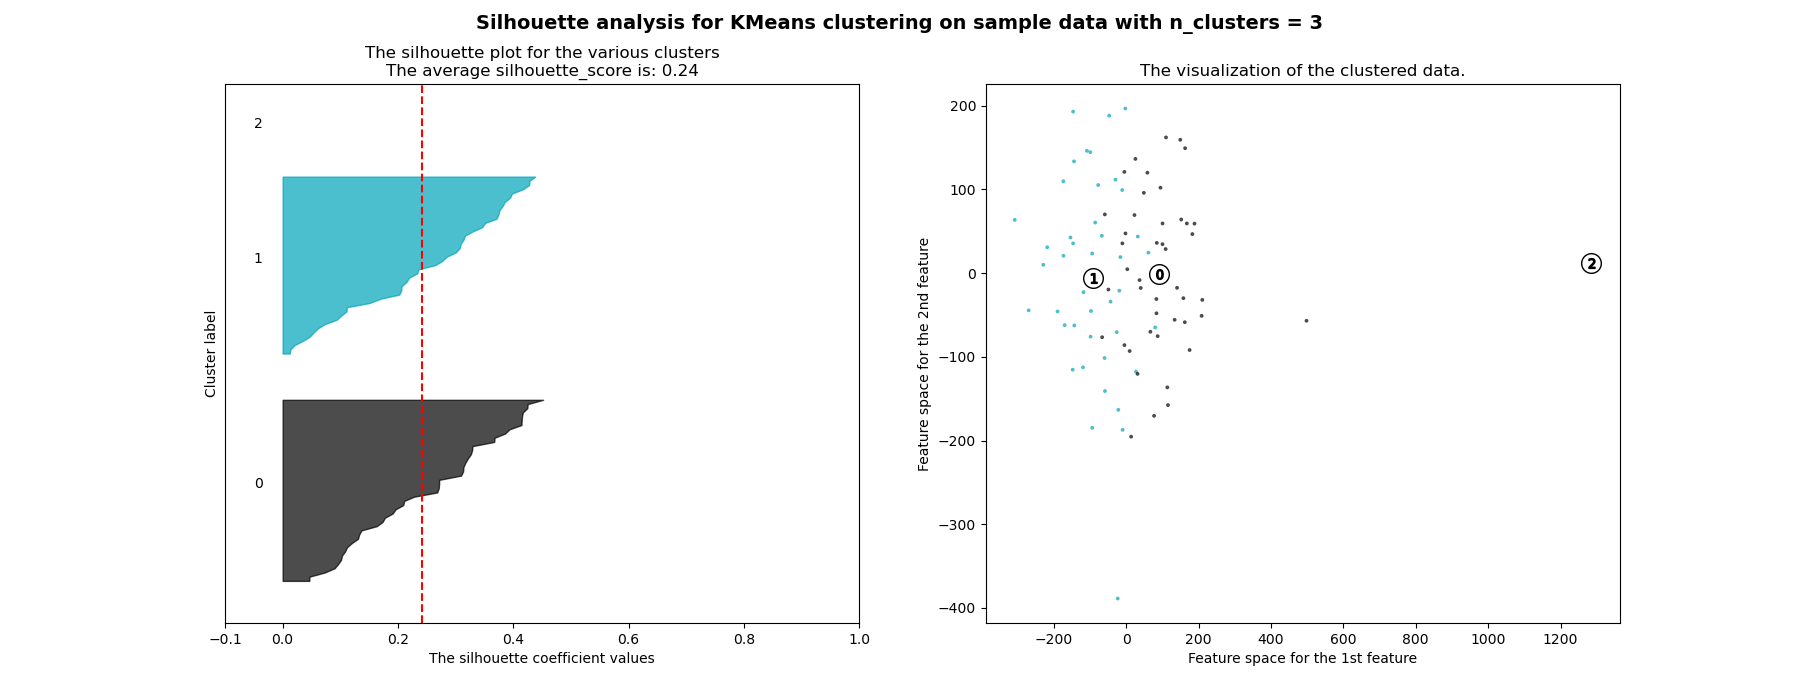 Silhouette analysis for KMeans clustering on sample data with n_clusters = 3
The silhouette plot for the various clusters
The average silhouette_score is: 0.24
2
1
0
Cluster label
−0.1 0.0 0.2 0.4 0.6 0.8 1.0
The silhouette coefficient values
The visualization of the clustered data.
200
100
0
−100
−200
−300
−400
Feature space for the 2nd feature
1 0 2
−200 0 200 400 600 800 1000 1200
Feature space for the 1st feature